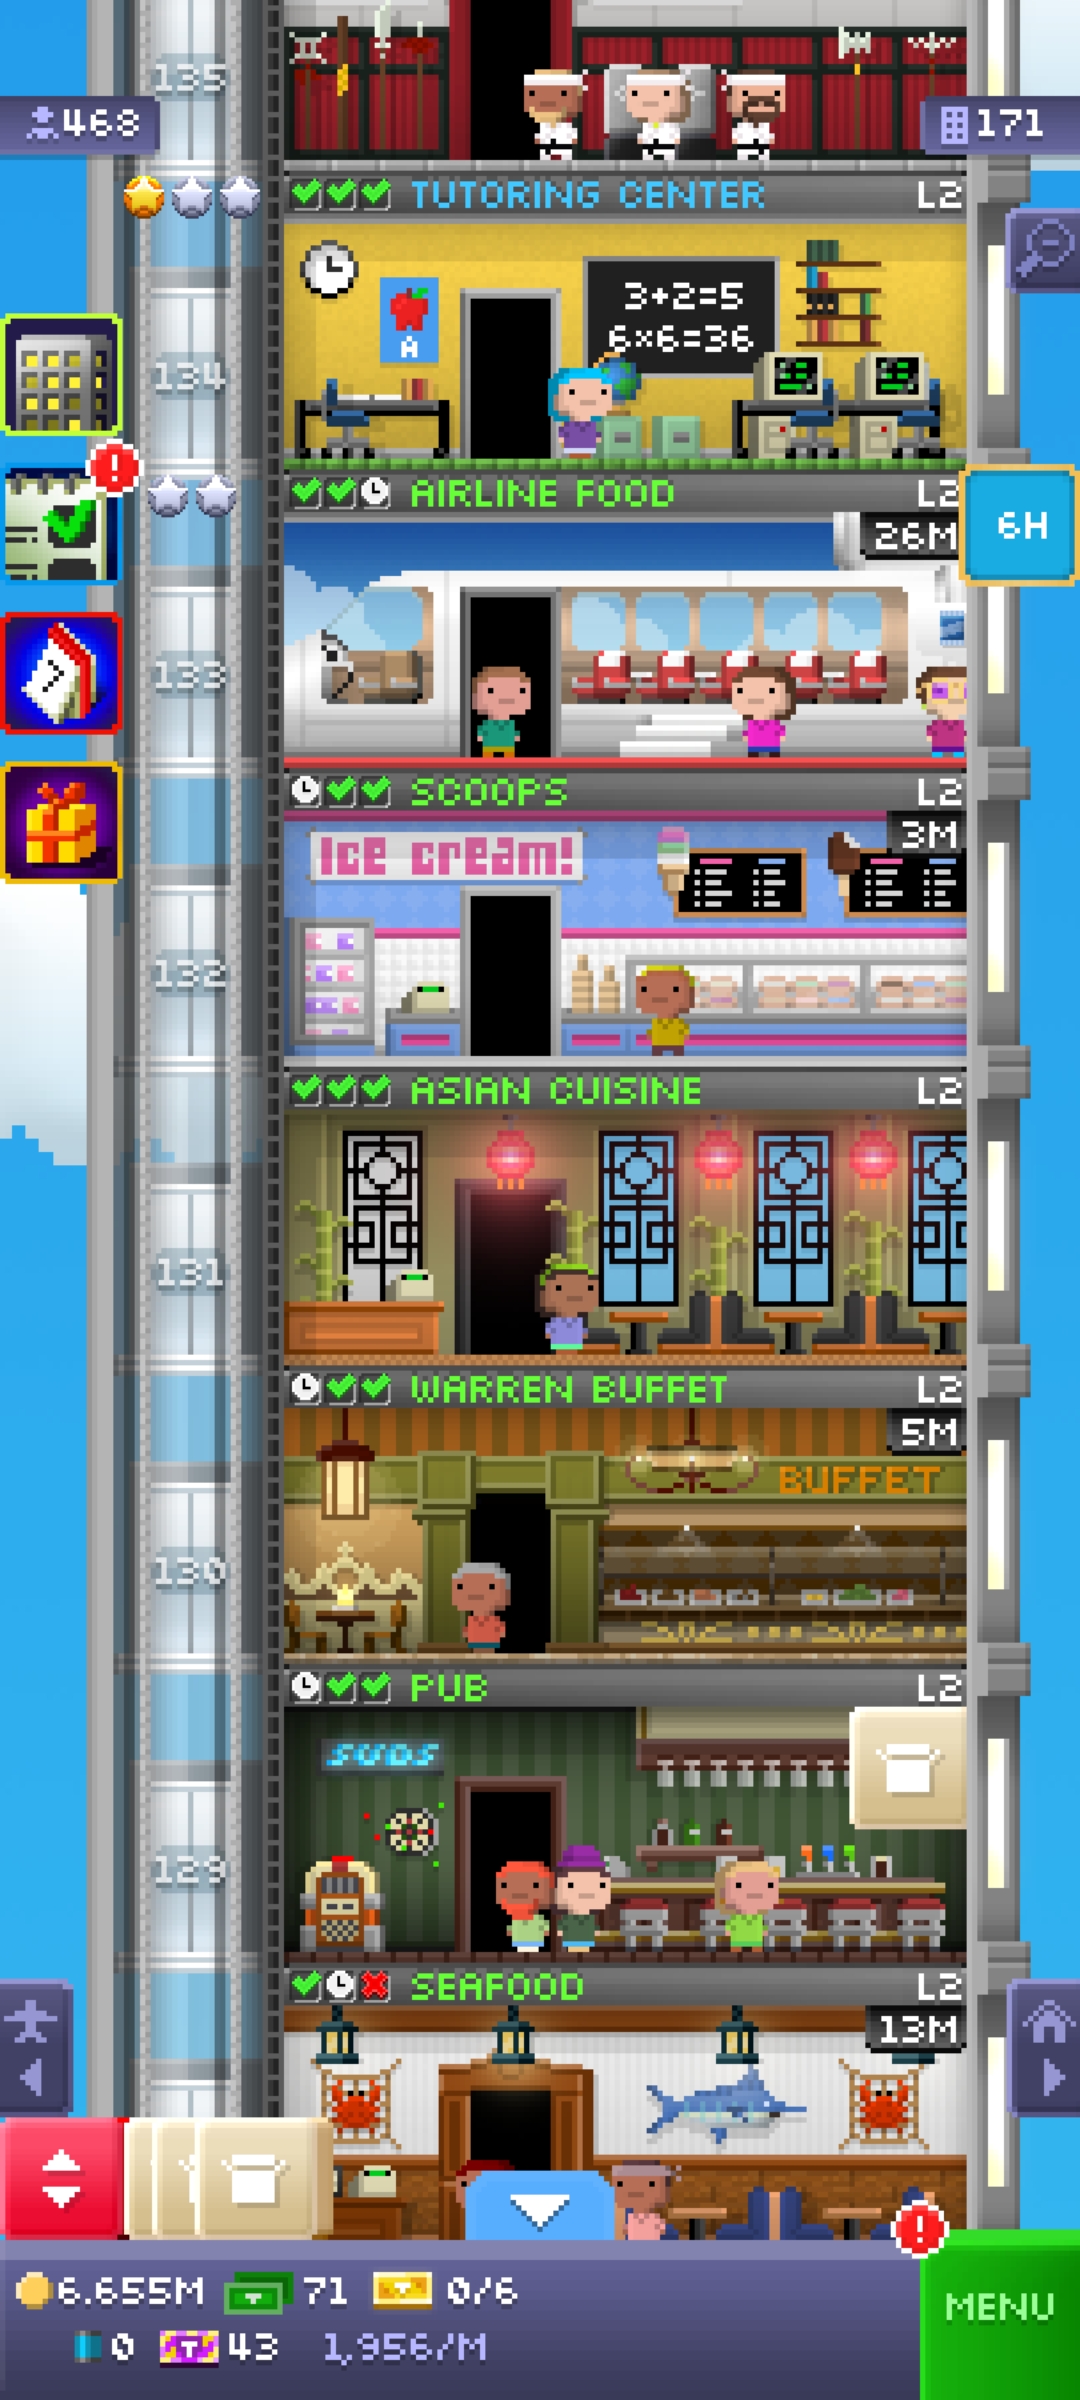 135
468
171
TUTORING CENTER L2
3+2=5
6×6=36
A
134
AIRLINE FOOD L2
26M
6H
133
SCOOPS L2
3M
Ice cream!
132
ASIAN CUISINE L2
131
WARREN BUFFET L2
5M
BUFFET
130
PUB L2
SUDS
129
SEAFOOD L2
13M
6.655M 71 0/6
MENU
0 43 1,956/M